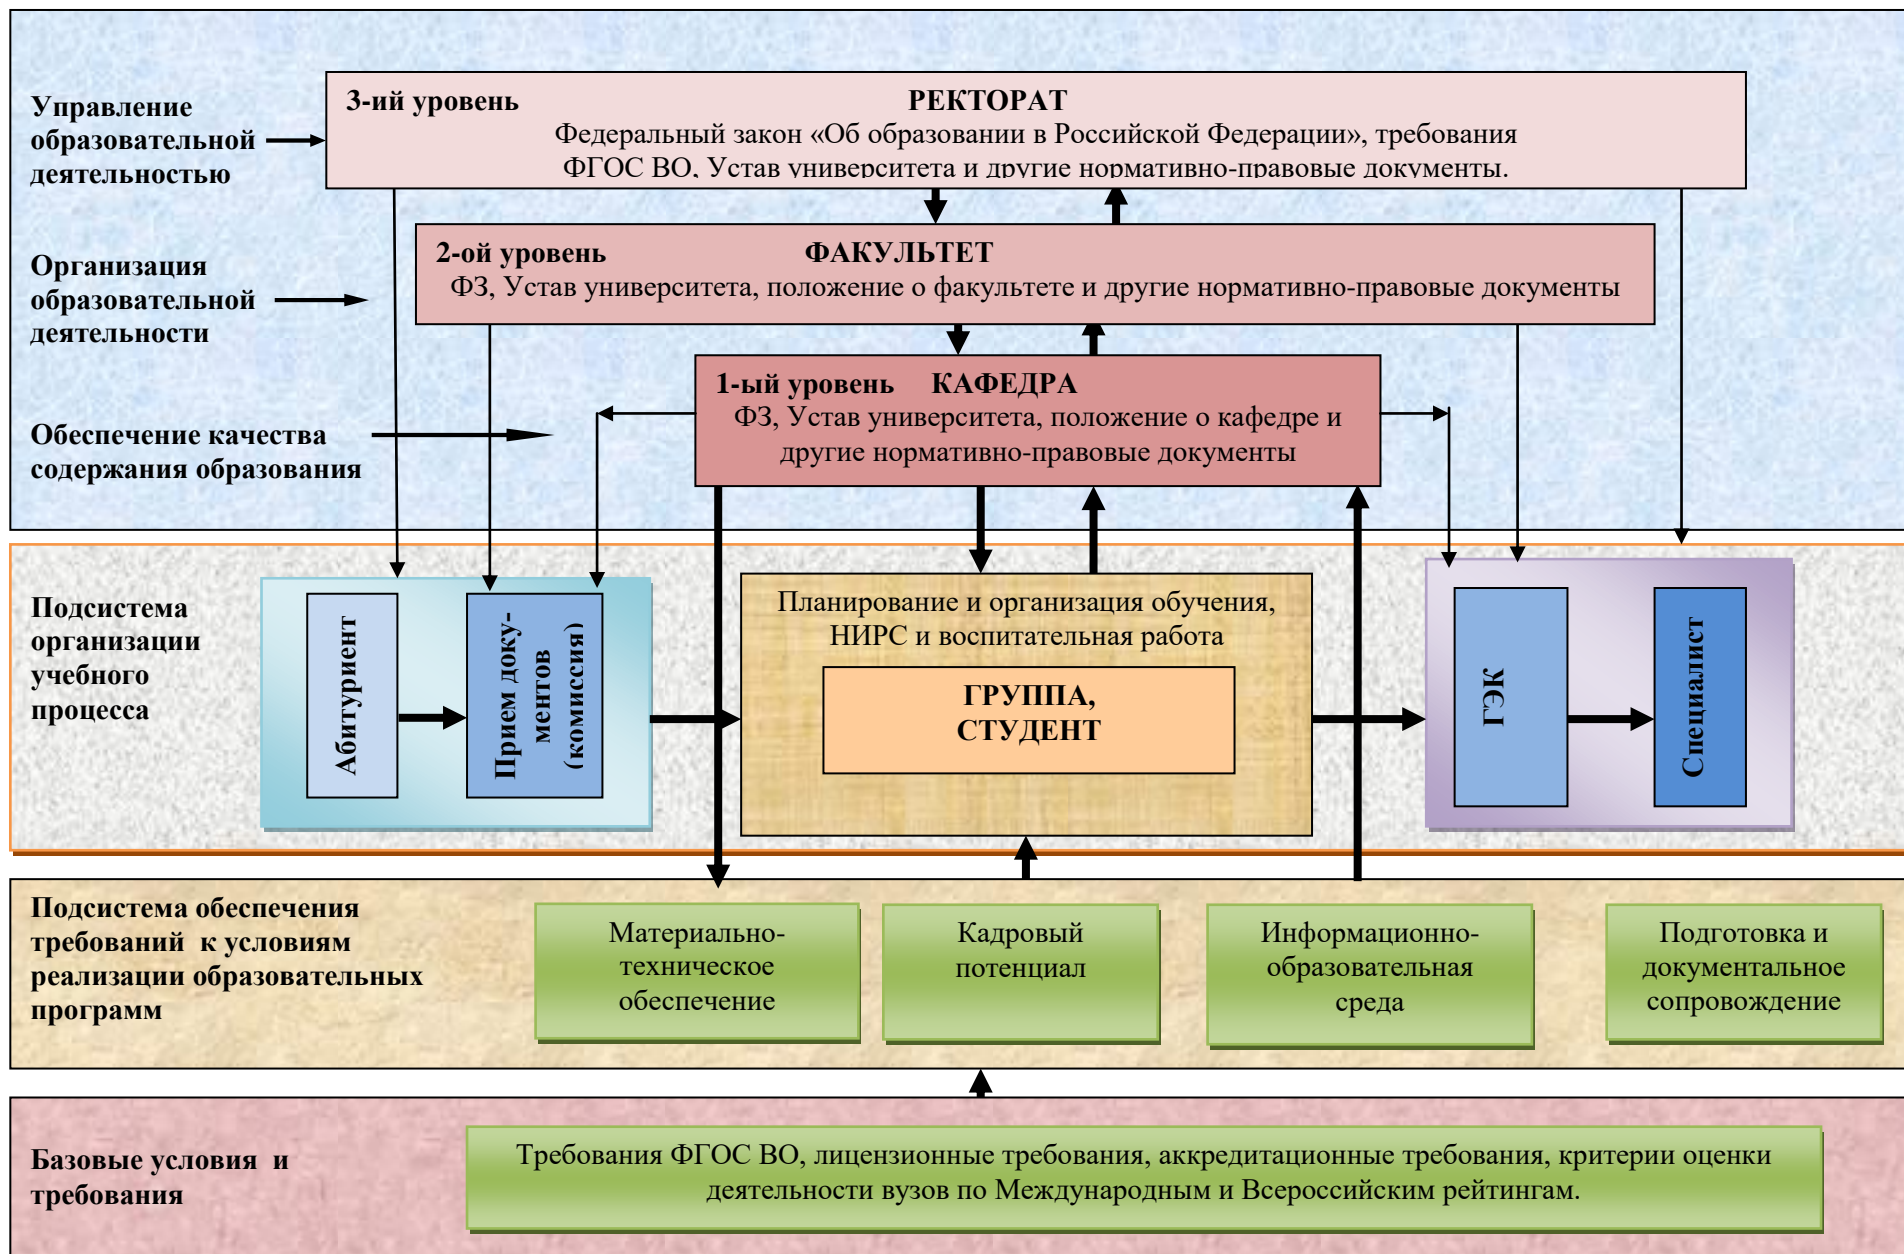 Управление
образовательной
деятельностью
3-ий уровень РЕКТОРАТ
Федеральный закон «Об образовании в Российской Федерации», требования
ФГОС ВО, Устав университета и другие нормативно-правовые документы.
Организация
образовательной
деятельности
2-ой уровень ФАКУЛЬТЕТ
ФЗ, Устав университета, положение о факультете и другие нормативно-правовые документы
Обеспечение качества
содержания образования
1-ый уровень КАФЕДРА
ФЗ, Устав университета, положение о кафедре и
другие нормативно-правовые документы
Подсистема
организации
учебного
процесса
Абитуриент
Прием доку-
ментов
(комиссия)
Планирование и организация обучения,
НИРС и воспитательная работа
ГРУППА,
СТУДЕНТ
ГЭК
Специалист
Подсистема обеспечения
требований к условиям
реализации образовательных
программ
Материально-
техническое
обеспечение
Кадровый
потенциал
Информационно-
образовательная
среда
Подготовка и
документальное
сопровождение
Базовые условия и
требования
Требования ФГОС ВО, лицензионные требования, аккредитационные требования, критерии оценки
деятельности вузов по Международным и Всероссийским рейтингам.